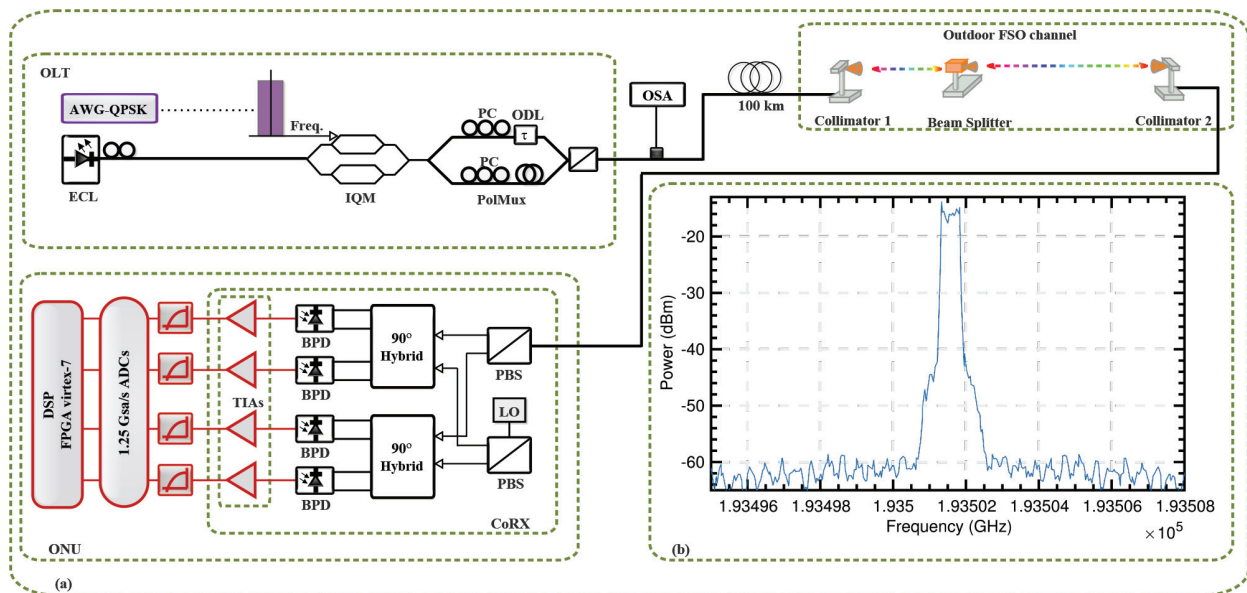 Outdoor FSO channel
OLT
AWG-QPSK
Freq.
ECL
IQM
PC
ODL
τ
PC
PolMux
OSA
100 km
Collimator 1
Beam Splitter
Collimator 2
DSP
FPGA virtex-7
1.25 Gsa/s ADCs
TIAs
BPD
BPD
BPD
BPD
90°
Hybrid
90°
Hybrid
PBS
LO
PBS
CoRX
ONU
(a)
Power (dBm)
-20
-30
-40
-50
-60
1.93496
1.93498
1.935
1.93502
1.93504
1.93506
1.93508
Frequency (GHz)
× 10⁵
(b)